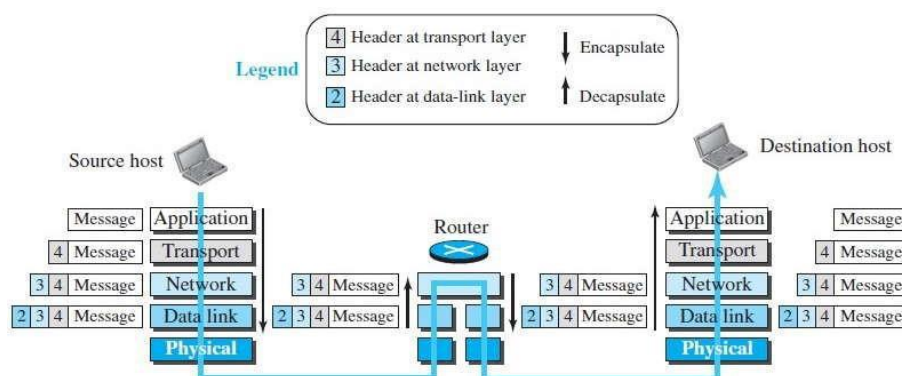 Legend
4 Header at transport layer
3 Header at network layer
2 Header at data-link layer
Encapsulate
Decapsulate
Source host
Destination host
Router
Message Application
4 Message Transport
3 4 Message Network
2 3 4 Message Data link
Physical
3 4 Message
2 3 4 Message
3 4 Message
2 3 4 Message
Application Message
Transport 4 Message
Network 3 4 Message
Data link 2 3 4 Message
Physical